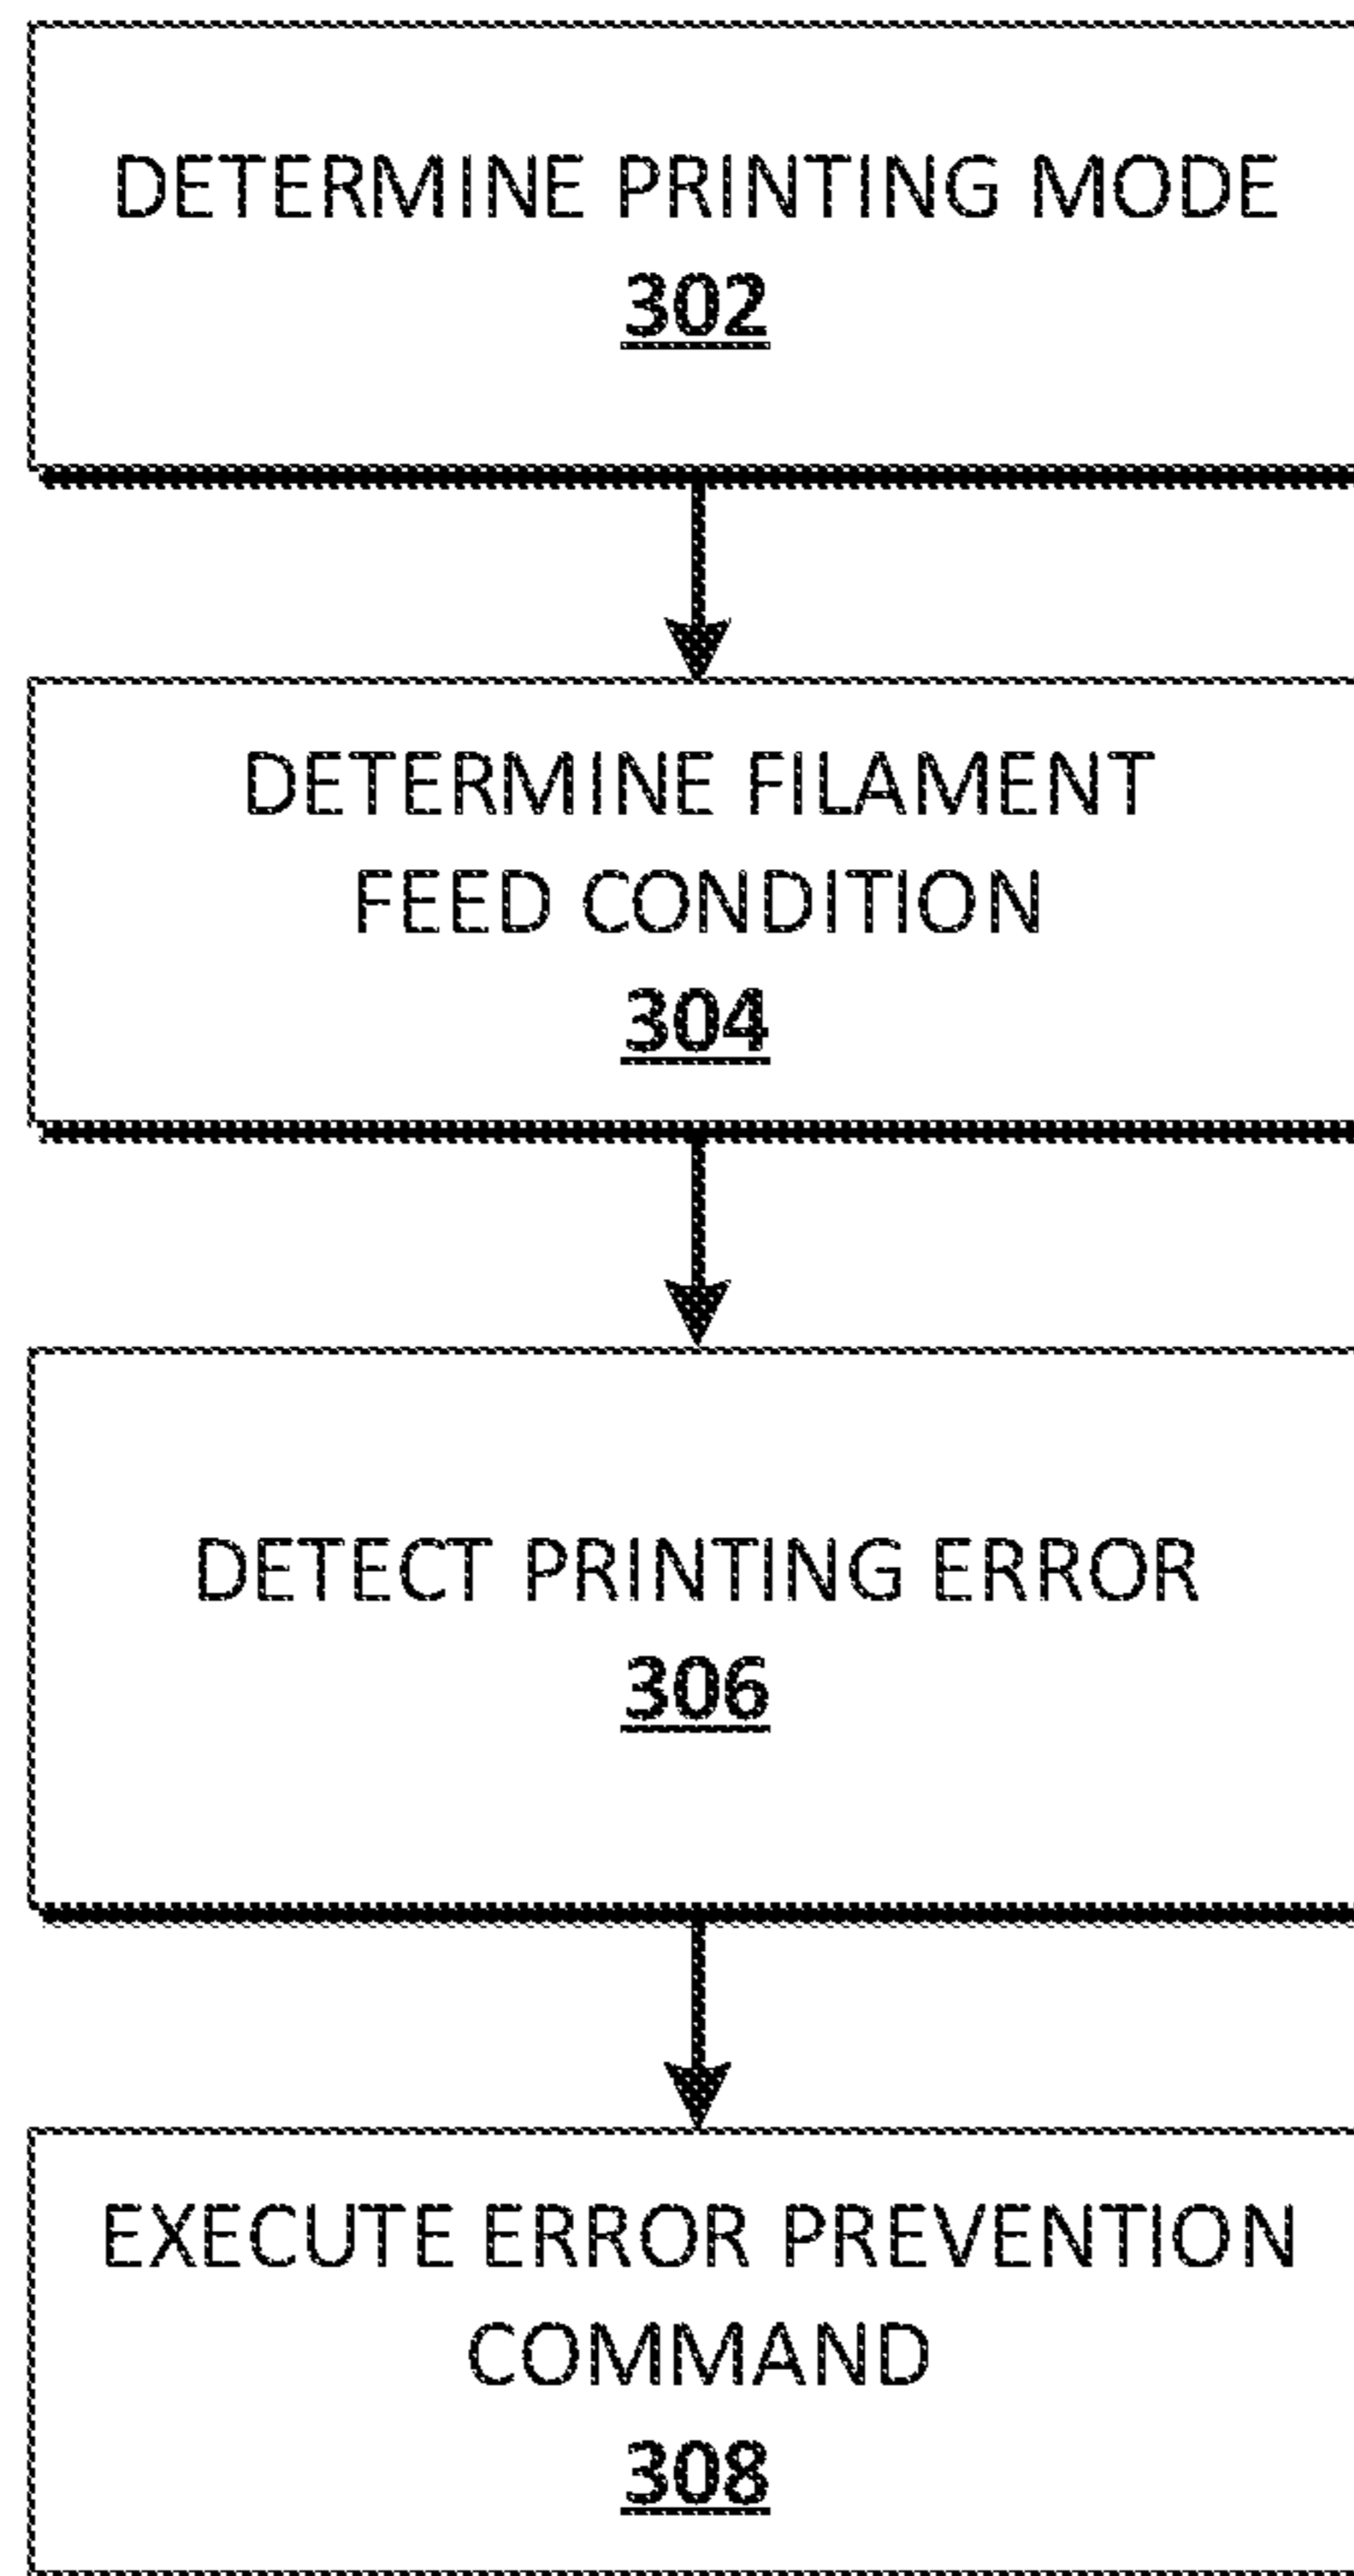 DETERMINE PRINTING MODE
302
DETERMINE FILAMENT
FEED CONDITION
304
DETECT PRINTING ERROR
306
EXECUTE ERROR PREVENTION
COMMAND
308